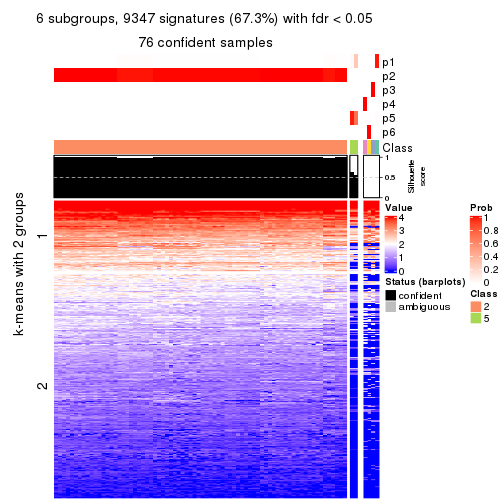 6 subgroups, 9347 signatures (67.3%) with fdr < 0.05
76 confident samples
p1
p2
p3
p4
p5
p6
Class
1
0.5
0
Silhouette
score
k-means with 2 groups
1
2
Value
4
3
2
1
0
Status (barplots)
confident
ambiguous
Prob
1
0.8
0.6
0.4
0.2
0
Class
2
5